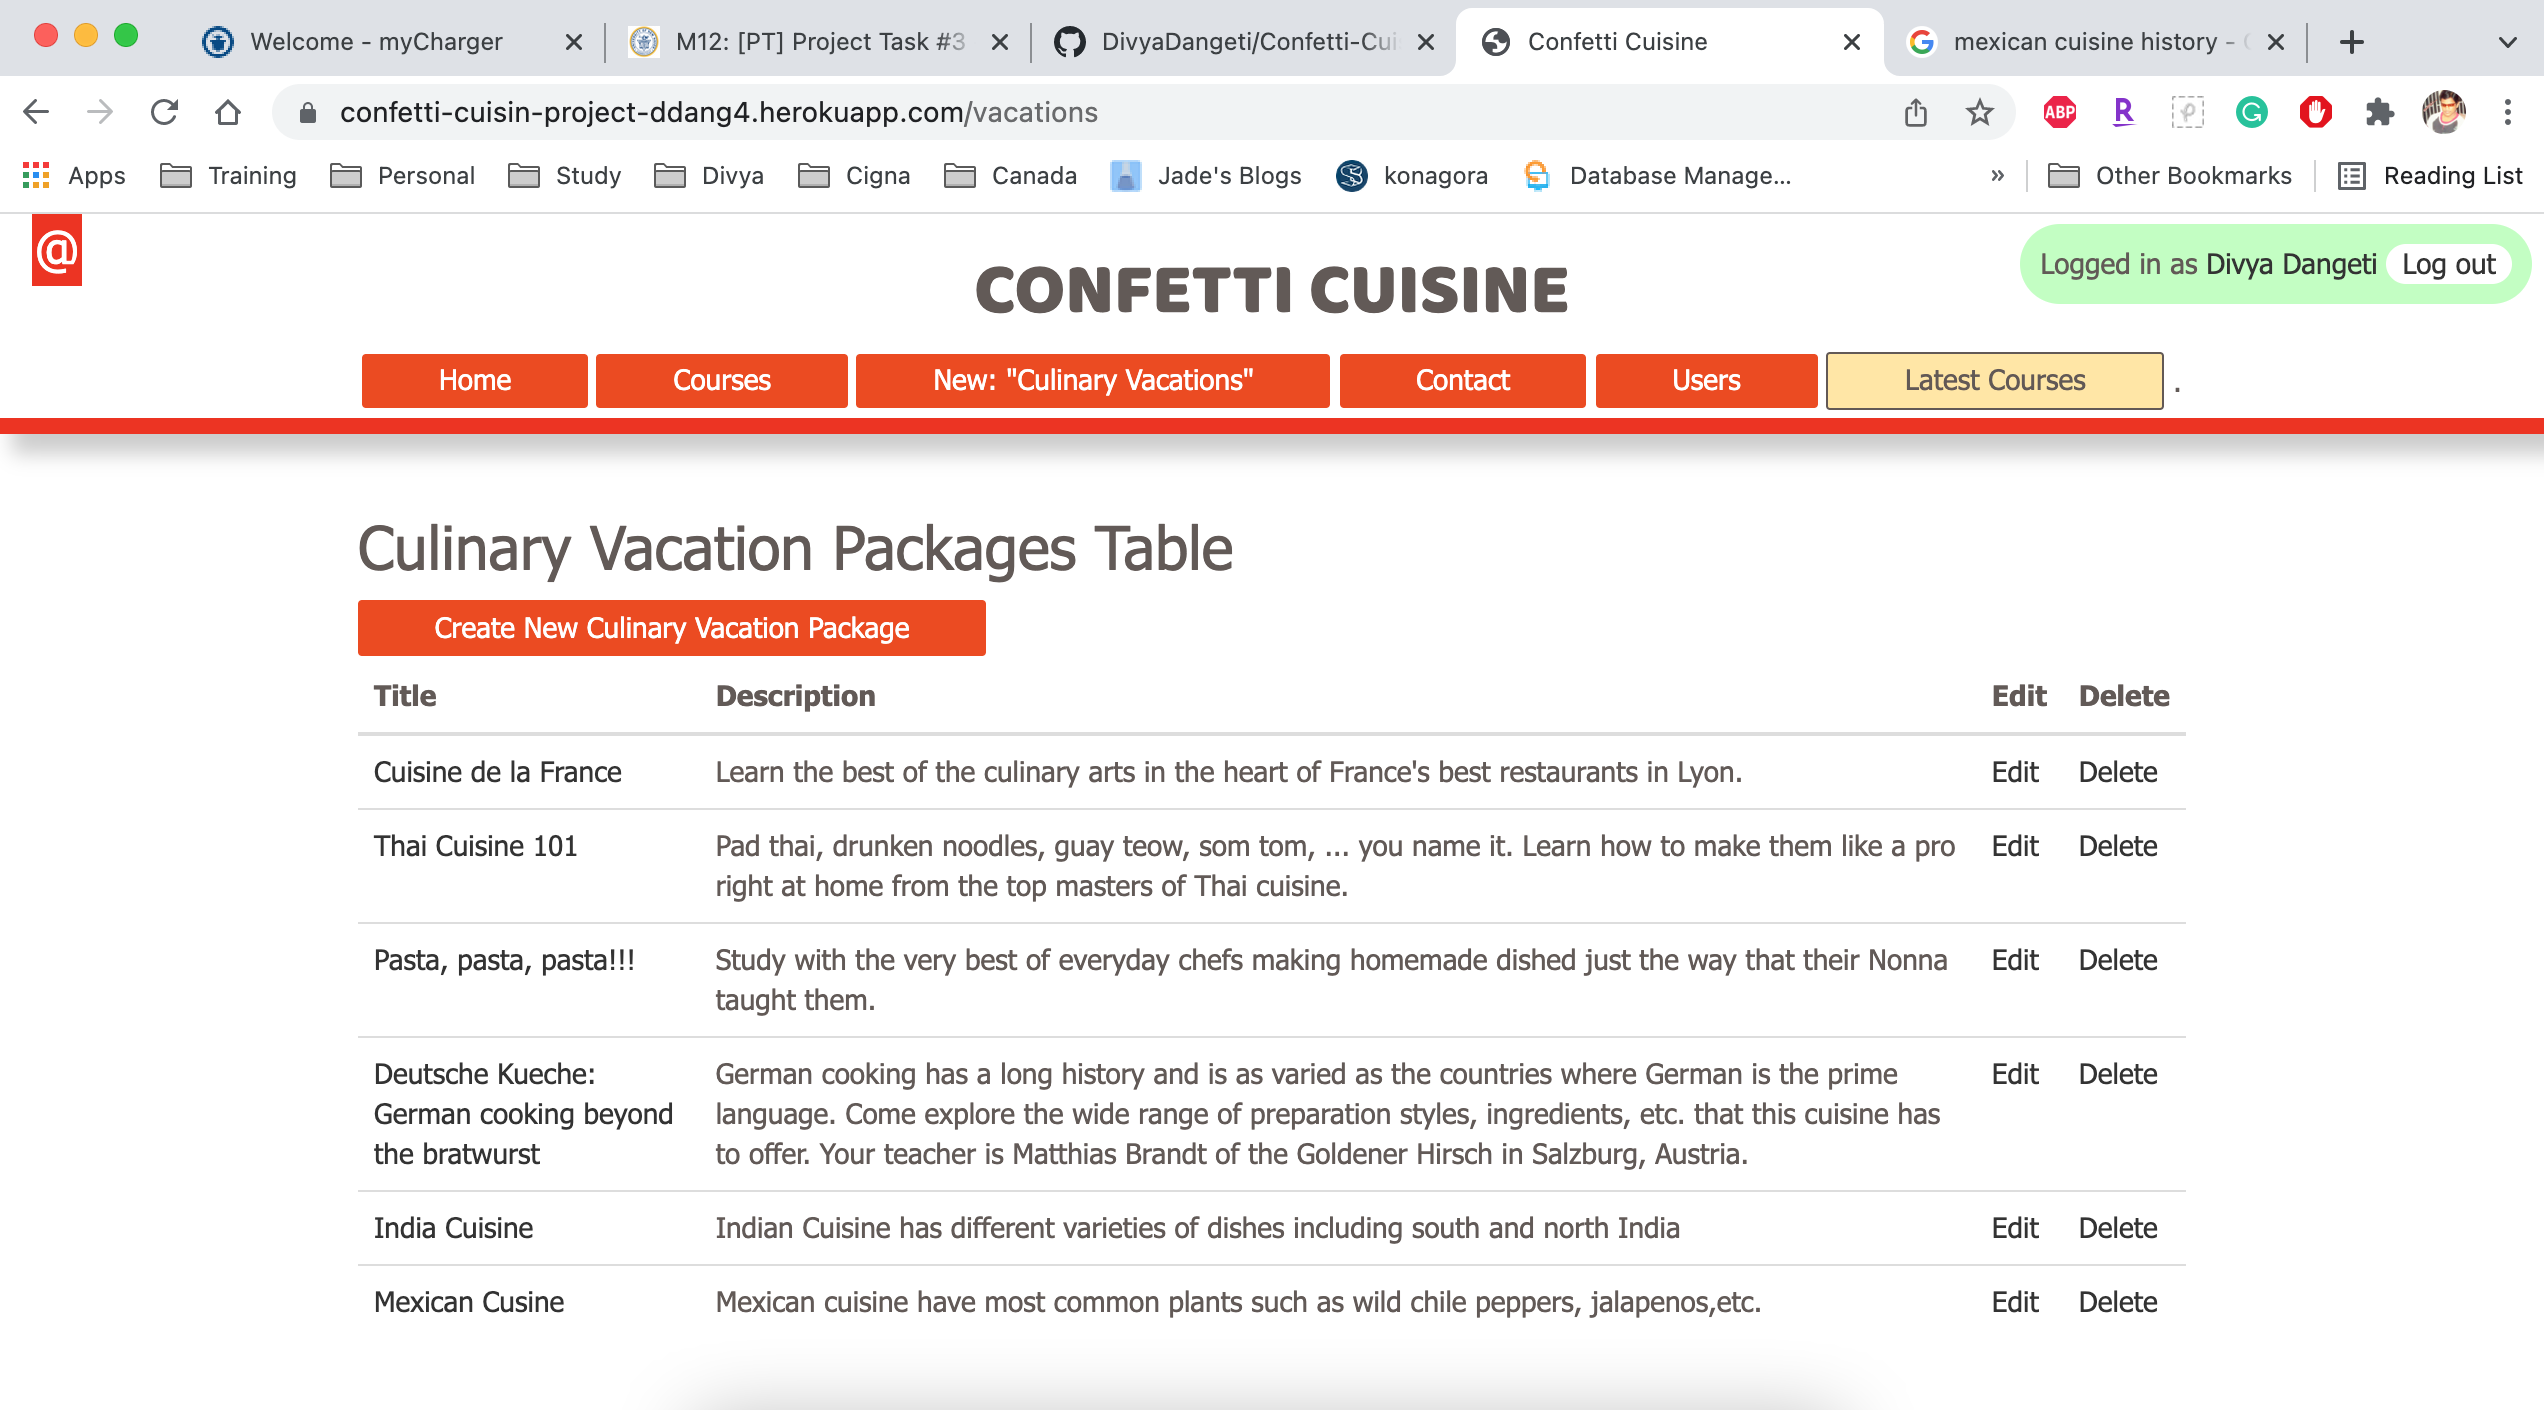 Welcome - myCharger
M12: [PT] Project Task #3
DivyaDangeti/Confetti-Cui
Confetti Cuisine
mexican cuisine history -
confetti-cuisin-project-ddang4.herokuapp.com/vacations
ABP
R
Apps
Training
Personal
Study
Divya
Cigna
Canada
Jade's Blogs
konagora
Database Manage...
»
Other Bookmarks
Reading List
@
CONFETTI CUISINE
Logged in as Divya Dangeti Log out
Home
Courses
New: "Culinary Vacations"
Contact
Users
Latest Courses
.
Culinary Vacation Packages Table
Create New Culinary Vacation Package
Title Description Edit Delete
Cuisine de la France Learn the best of the culinary arts in the heart of France's best restaurants in Lyon. Edit Delete
Thai Cuisine 101 Pad thai, drunken noodles, guay teow, som tom, ... you name it. Learn how to make them like a pro Edit Delete
right at home from the top masters of Thai cuisine.
Pasta, pasta, pasta!!! Study with the very best of everyday chefs making homemade dished just the way that their Nonna Edit Delete
taught them.
Deutsche Kueche: German cooking has a long history and is as varied as the countries where German is the prime Edit Delete
German cooking beyond language. Come explore the wide range of preparation styles, ingredients, etc. that this cuisine has
the bratwurst to offer. Your teacher is Matthias Brandt of the Goldener Hirsch in Salzburg, Austria.
India Cuisine Indian Cuisine has different varieties of dishes including south and north India Edit Delete
Mexican Cusine Mexican cuisine have most common plants such as wild chile peppers, jalapenos,etc. Edit Delete